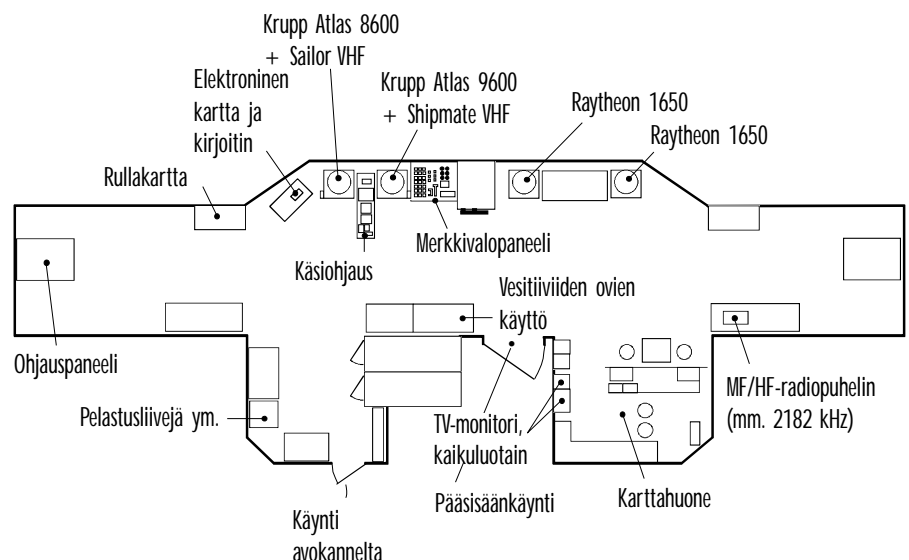 Krupp Atlas 8600
+ Sailor VHF
Elektroninen
kartta ja
kirjoitin
Krupp Atlas 9600
+ Shipmate VHF
Raytheon 1650
Raytheon 1650
Rullakartta
Merkkivalopaneeli
Käsiohjaus
Vesitiiviiden ovien
käyttö
Ohjauspaneeli
MF/HF-radiopuhelin
(mm. 2182 kHz)
Pelastusliivejä ym.
TV-monitori,
kaikuluotain
Pääsisäänkäynti
Karttahuone
Käynti
avokannelta